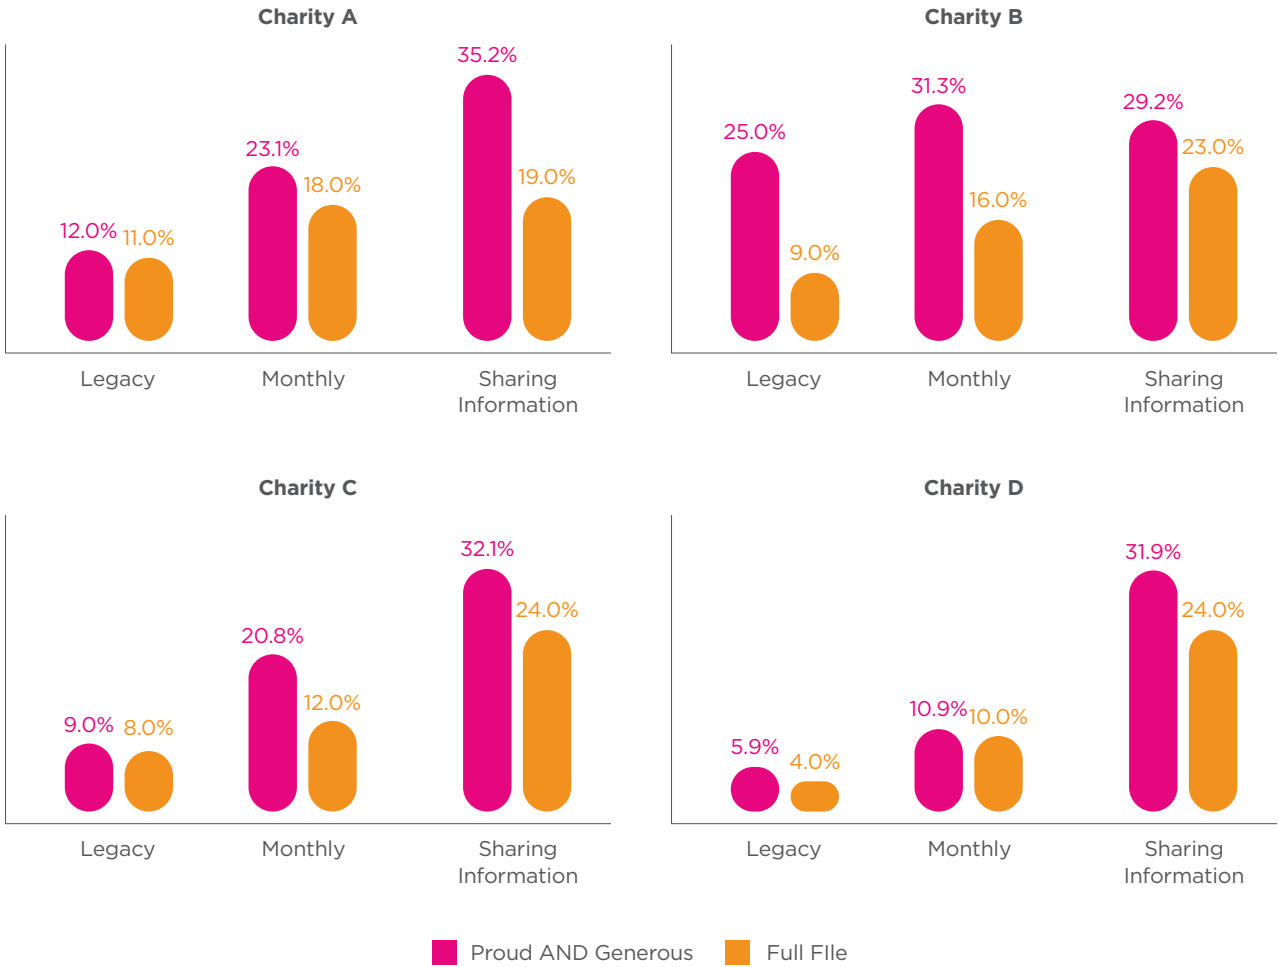 Charity A
35.2%
23.1%
18.0%
19.0%
12.0%
11.0%
Legacy
Monthly
Sharing
Information
Charity B
31.3%
29.2%
25.0%
23.0%
16.0%
9.0%
Legacy
Monthly
Sharing
Information
Charity C
32.1%
24.0%
20.8%
12.0%
9.0%
8.0%
Legacy
Monthly
Sharing
Information
Charity D
31.9%
24.0%
10.9%
10.0%
5.9%
4.0%
Legacy
Monthly
Sharing
Information
Proud AND Generous
Full FIle